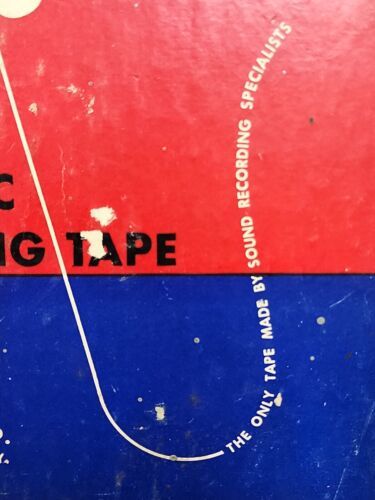 C
NG TAPE
THE ONLY TAPE MADE BY SOUND RECORDING SPECIALISTS